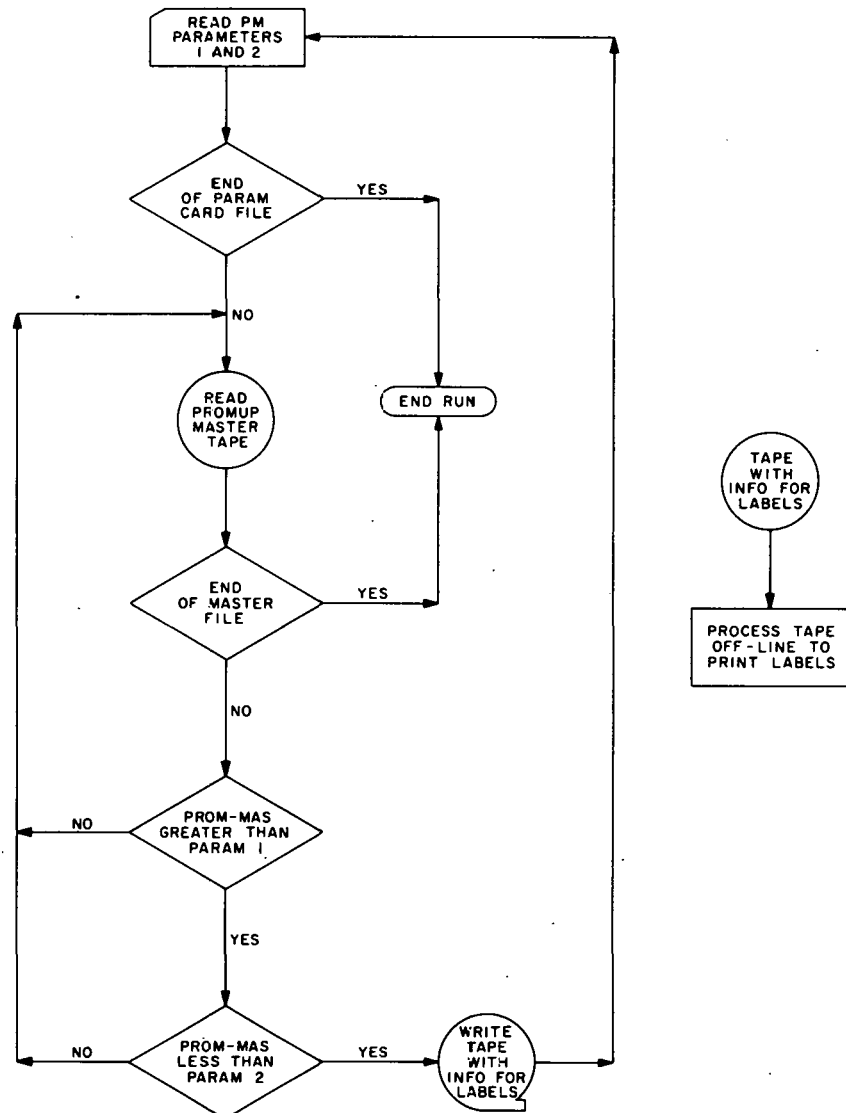 READ PM
PARAMETERS
1 AND 2
END
OF PARAM
CARD FILE
YES
NO
READ
PROMUP
MASTER
TAPE
END RUN
TAPE
WITH
INFO FOR
LABELS
END
OF MASTER
FILE
YES
PROCESS TAPE
OFF-LINE TO
PRINT LABELS
NO
PROM-MAS
GREATER THAN
PARAM 1
NO
YES
PROM-MAS
LESS THAN
PARAM 2
NO
YES
WRITE
TAPE
WITH
INFO FOR
LABELS